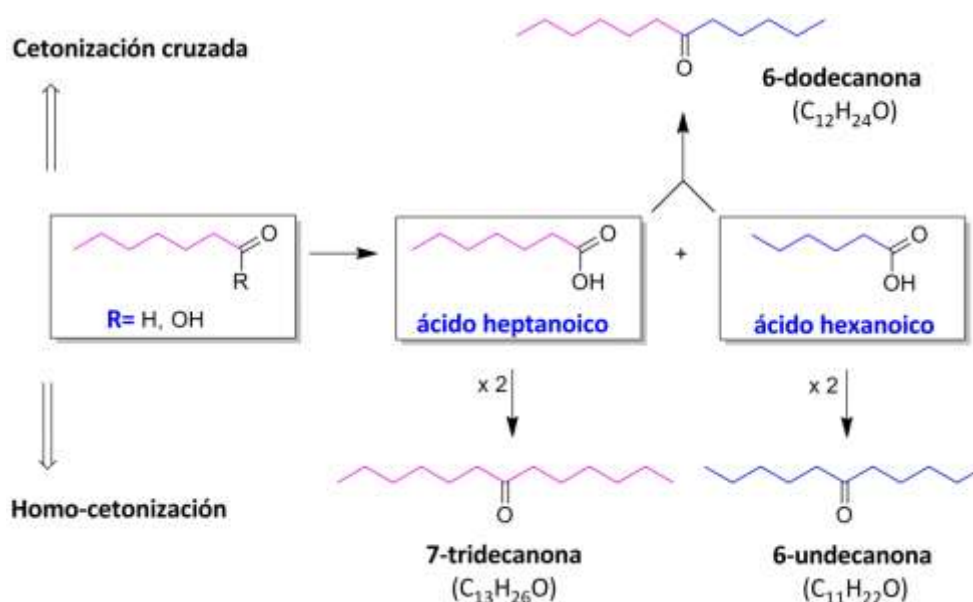 Cetonización cruzada
O
6-dodecanona
(C₁₂H₂₄O)
O
R
R= H, OH
O
OH
ácido heptanoico
+
O
OH
ácido hexanoico
x 2
x 2
Homo-cetonización
O
7-tridecanona
(C₁₃H₂₆O)
O
6-undecanona
(C₁₁H₂₂O)